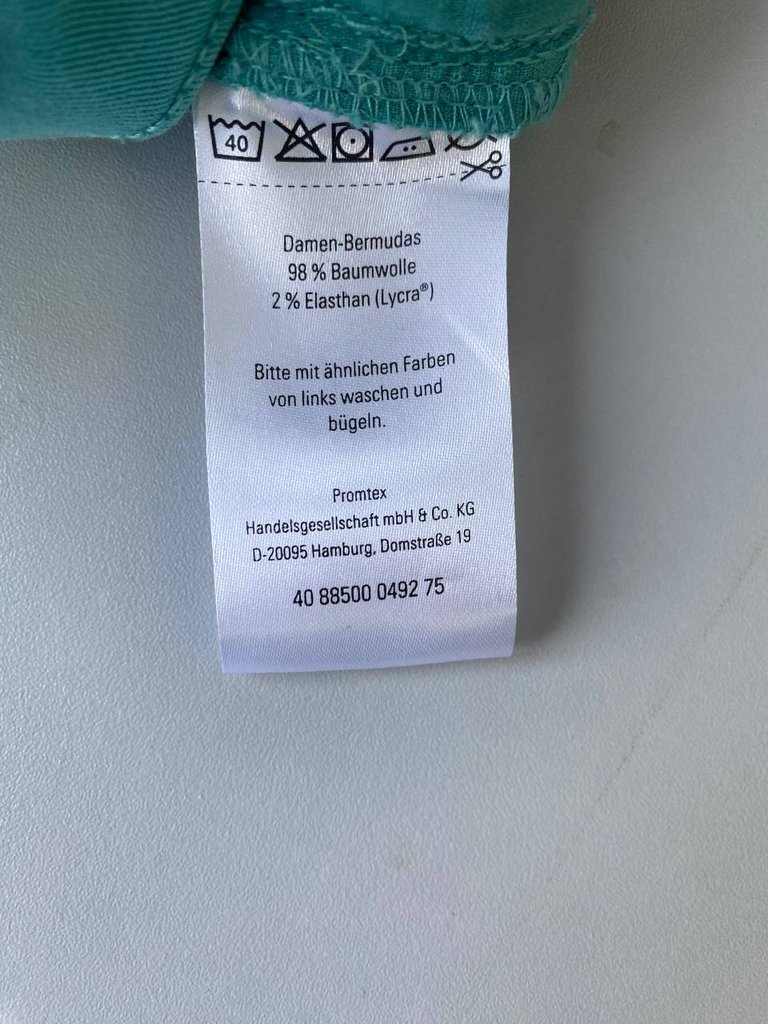 40
Damen-Bermudas
98 % Baumwolle
2 % Elasthan (Lycra®)
Bitte mit ähnlichen Farben
von links waschen und
bügeln.
Promtex
Handelsgesellschaft mbH & Co. KG
D-20095 Hamburg, Domstraße 19
40 88500 0492 75